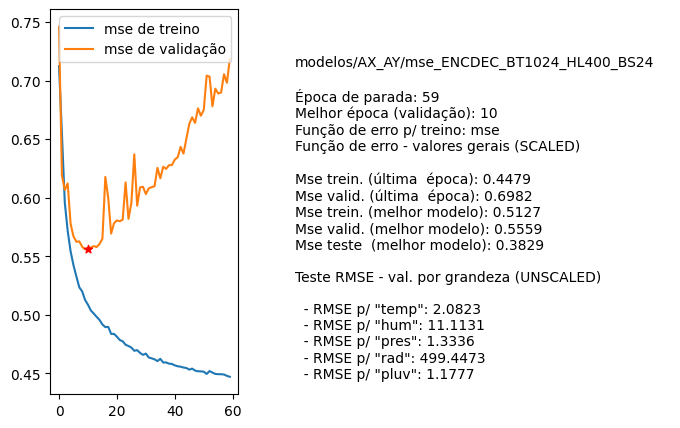 0.75
0.70
0.65
0.60
0.55
0.50
0.45
0
20
40
60
mse de treino
mse de validação
modelos/AX_AY/mse_ENCDEC_BT1024_HL400_BS24
Época de parada: 59
Melhor época (validação): 10
Função de erro p/ treino: mse
Função de erro - valores gerais (SCALED)
Mse trein. (última  época): 0.4479
Mse valid. (última  época): 0.6982
Mse trein. (melhor modelo): 0.5127
Mse valid. (melhor modelo): 0.5559
Mse teste  (melhor modelo): 0.3829
Teste RMSE - val. por grandeza (UNSCALED)
- RMSE p/ "temp": 2.0823
- RMSE p/ "hum": 11.1131
- RMSE p/ "pres": 1.3336
- RMSE p/ "rad": 499.4473
- RMSE p/ "pluv": 1.1777